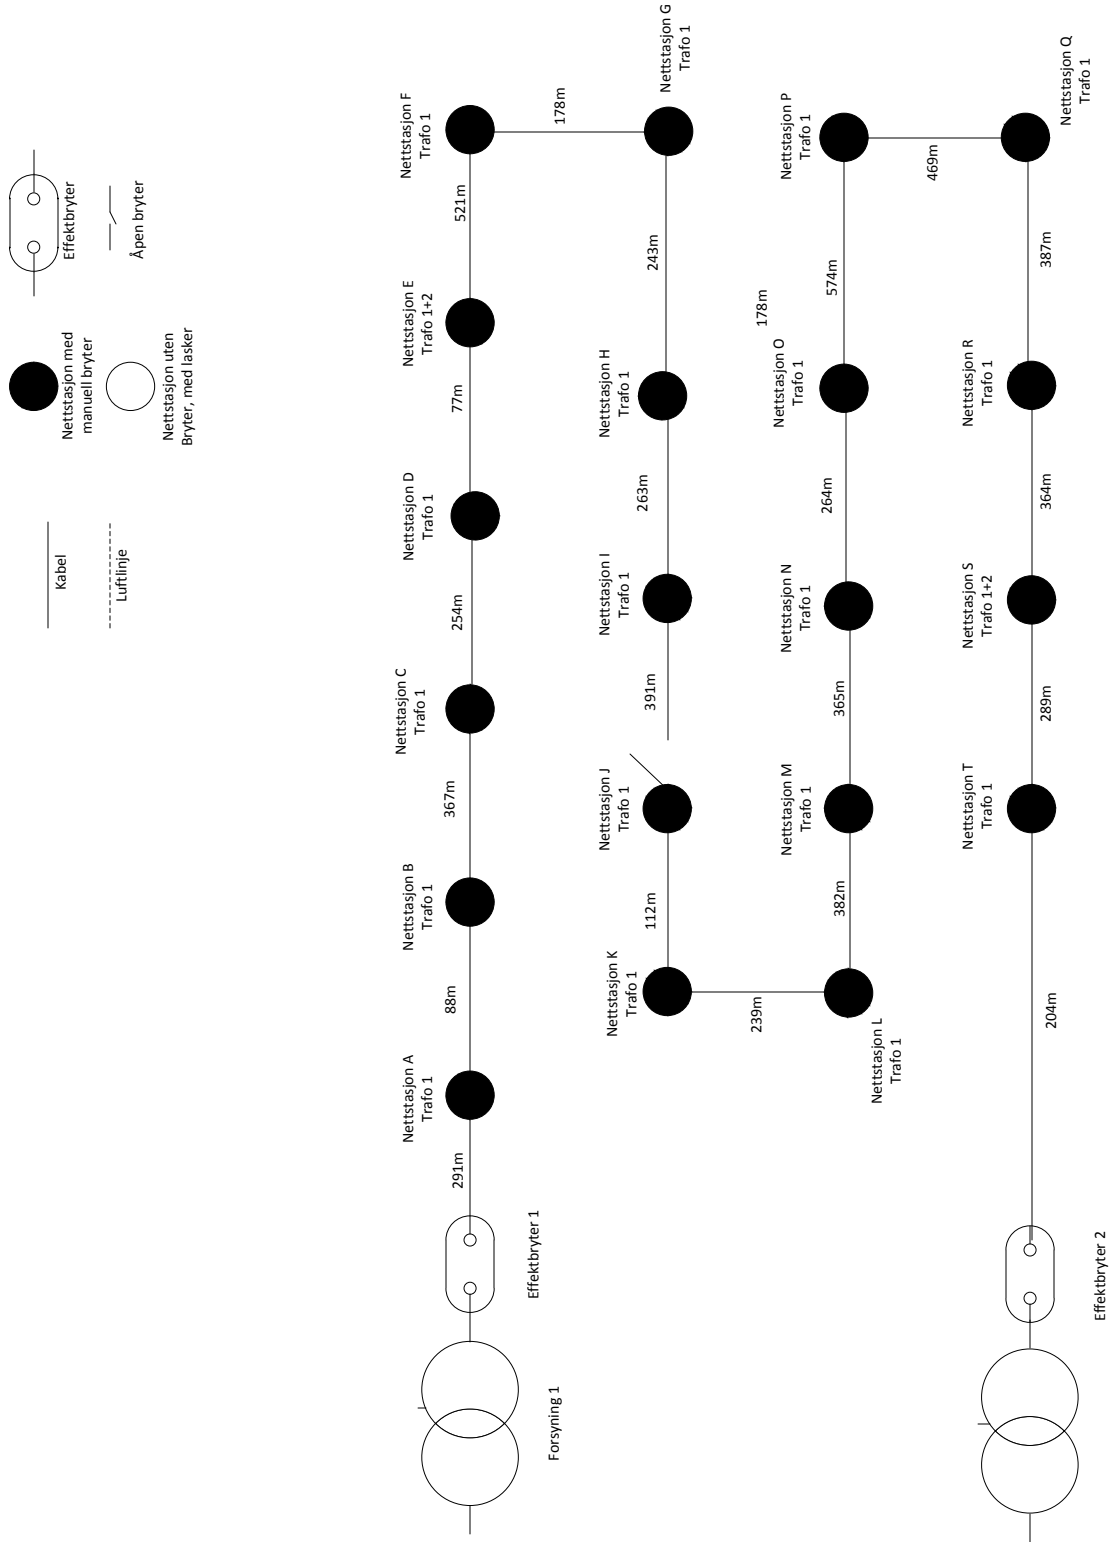 Kabel
Luftlinje
Nettstasjon med
manuell bryter
Nettstasjon uten
Bryter, med lasker
Effektbryter
Åpen bryter
Forsyning 1
Effektbryter 1
291m
Nettstasjon A
Trafo 1
88m
Nettstasjon B
Trafo 1
367m
Nettstasjon C
Trafo 1
254m
Nettstasjon D
Trafo 1
77m
Nettstasjon E
Trafo 1+2
521m
Nettstasjon F
Trafo 1
178m
Nettstasjon G
Trafo 1
243m
Nettstasjon H
Trafo 1
263m
Nettstasjon I
Trafo 1
391m
Nettstasjon J
Trafo 1
112m
Nettstasjon K
Trafo 1
239m
Nettstasjon L
Trafo 1
382m
Nettstasjon M
Trafo 1
365m
Nettstasjon N
Trafo 1
264m
Nettstasjon O
Trafo 1
178m
574m
Nettstasjon P
Trafo 1
469m
Nettstasjon Q
Trafo 1
387m
Nettstasjon R
Trafo 1
364m
Nettstasjon S
Trafo 1+2
289m
Nettstasjon T
Trafo 1
204m
Effektbryter 2